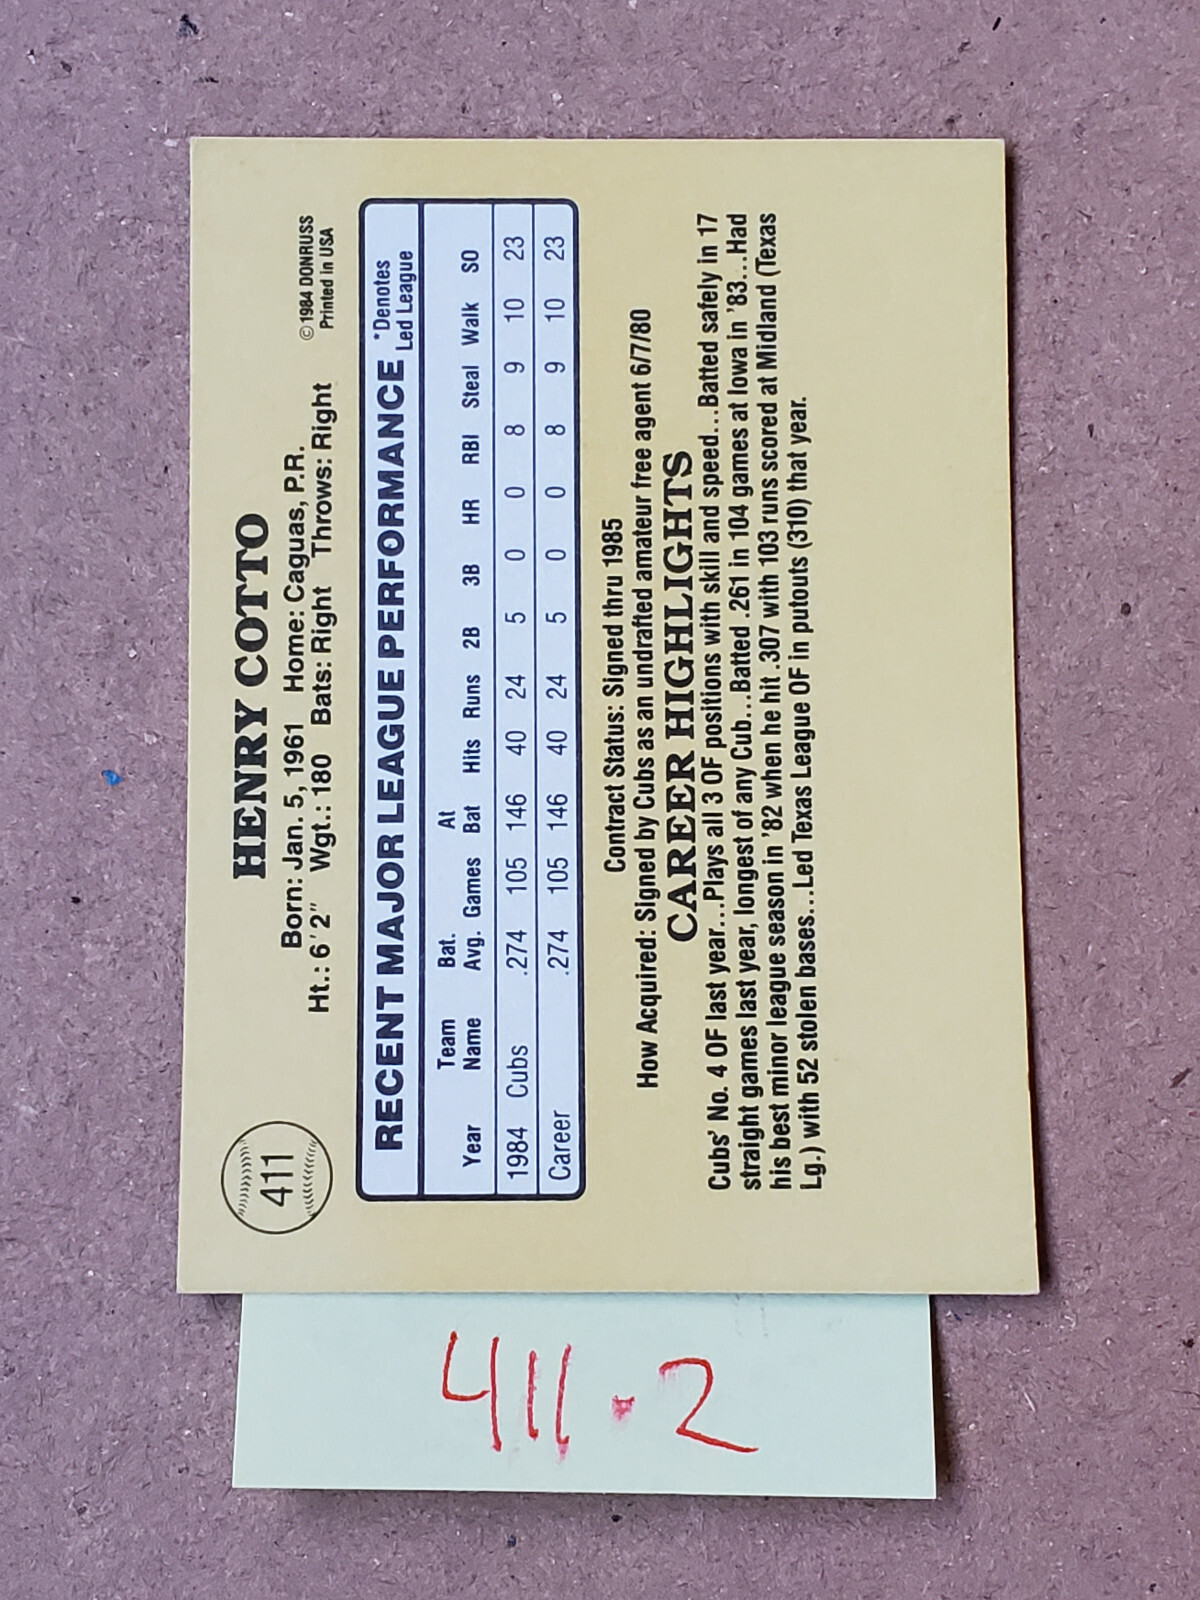 411
HENRY COTTO
© 1984 DONRUSS
Printed in USA
Born: Jan. 5, 1961 Home: Caguas, P.R.
Ht.: 6'2" Wgt.: 180 Bats: Right Throws: Right
RECENT MAJOR LEAGUE PERFORMANCE *Denotes Led League
Year Team Name Bat. Avg. Games At Bat Hits Runs 2B 3B HR RBI Steal Walk SO
1984 Cubs .274 105 146 40 24 5 0 0 8 9 10 23
Career .274 105 146 40 24 5 0 0 8 9 10 23
Contract Status: Signed thru 1985
How Acquired: Signed by Cubs as an undrafted amateur free agent 6/7/80
CAREER HIGHLIGHTS
Cubs' No. 4 OF last year...Plays all 3 OF positions with skill and speed...Batted safely in 17
straight games last year, longest of any Cub...Batted .261 in 104 games at Iowa in '83...Had
his best minor league season in '82 when he hit .307 with 103 runs scored at Midland (Texas
Lg.) with 52 stolen bases...Led Texas League OF in putouts (310) that year.
411.2